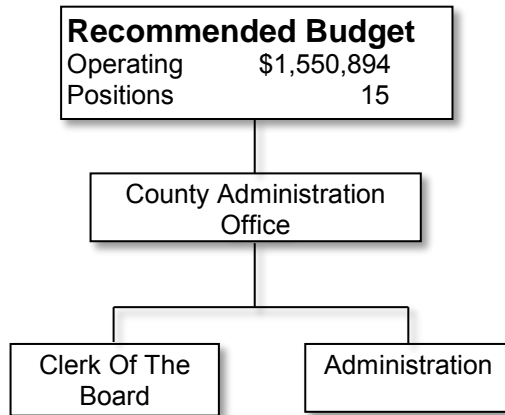 Recommended Budget
Operating $1,550,894
Positions 15
County Administration
Office
Clerk Of The
Board
Administration